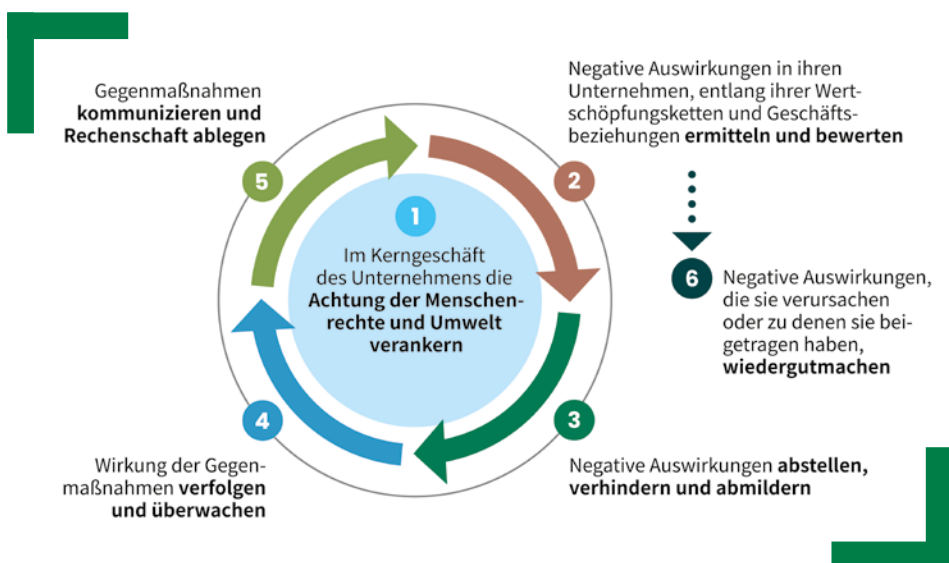 1
Im Kerngeschäft
des Unternehmens die
Achtung der Menschen-
rechte und Umwelt
verankern
2
Negative Auswirkungen in ihren
Unternehmen, entlang ihrer Wert-
schöpfungsketten und Geschäfts-
beziehungen ermitteln und bewerten
3
Negative Auswirkungen abstellen,
verhindern und abmildern
4
Wirkung der Gegen-
maßnahmen verfolgen
und überwachen
5
Gegenmaßnahmen
kommunizieren und
Rechenschaft ablegen
6
Negative Auswirkungen,
die sie verursachen
oder zu denen sie bei-
getragen haben,
wiedergutmachen